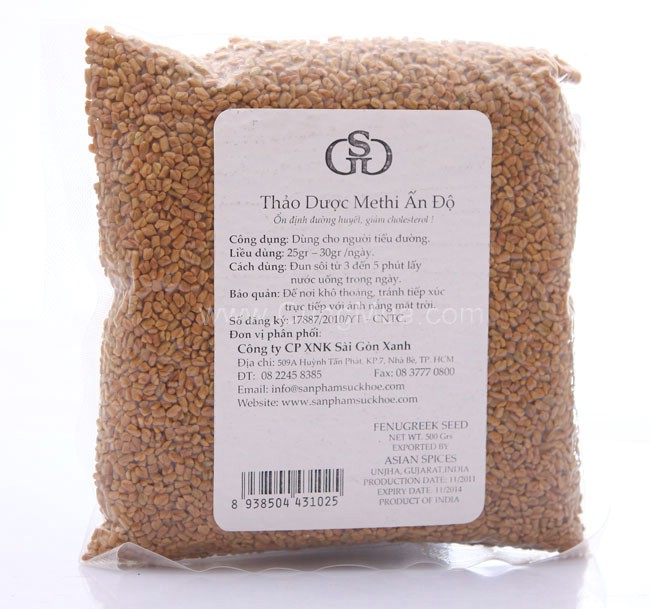 GSG
Thảo Dược Methi Ấn Độ
Ổn định đường huyết, giảm cholesterol !
Công dụng: Dùng cho người tiểu đường.
Liều dùng: 25gr – 30gr /ngày.
Cách dùng: Đun sôi từ 3 đến 5 phút lấy
nước uống trong ngày.
Bảo quản: Để nơi khô thoáng, tránh tiếp xúc
trực tiếp với ánh nắng mặt trời.
Số đăng ký: 17887/2010/YT - CNTC
Đơn vị phân phối:
Công ty CP XNK Sài Gòn Xanh
Địa chỉ: 509A Huỳnh Tấn Phát, KP.7, Nhà Bè, TP. HCM
ĐT: 08 2245 8385 Fax: 08 3777 0800
Email: info@sanphamsuckhoe.com
Website: www.sanphamsuckhoe.com
FENUGREEK SEED
NET WT. 500 Grs
EXPORTED BY
ASIAN SPICES
UNJHA, GUJARAT,INDIA
PRODUCTION DATE: 11/2011
EXPIRY DATE: 11/2014
PRODUCT OF INDIA
8 938504 431025